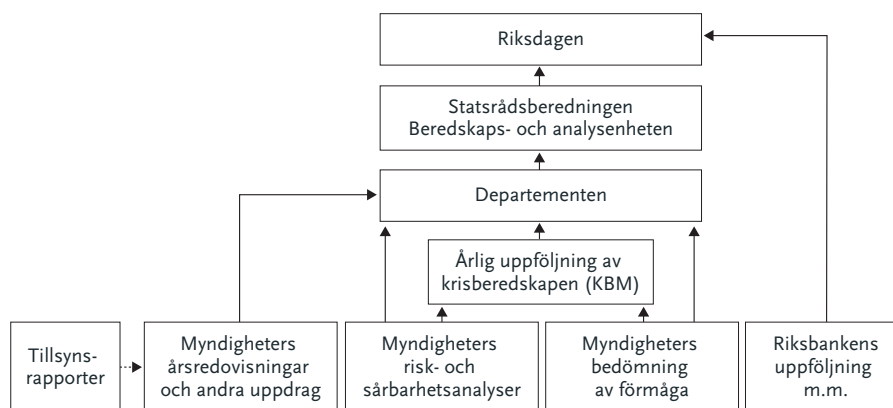 Riksdagen
Statsrådsberedningen
Beredskaps- och analysenheten
Departementen
Årlig uppföljning av
krisberedskapen (KBM)
Tillsyns-
rapporter
Myndigheters
årsredovisningar
och andra uppdrag
Myndigheters
risk- och
sårbarhetsanalyser
Myndigheters
bedömning
av förmåga
Riksbankens
uppföljning
m.m.